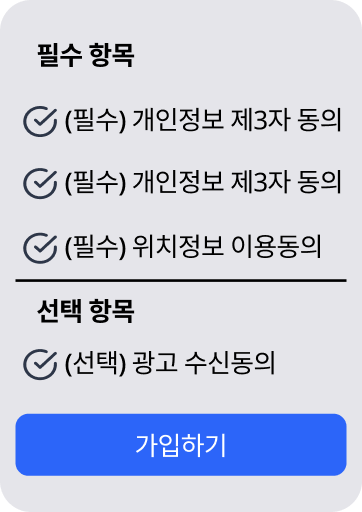 필수 항목
(필수) 개인정보 제3자 동의
(필수) 개인정보 제3자 동의
(필수) 위치정보 이용동의
선택 항목
(선택) 광고 수신동의
가입하기